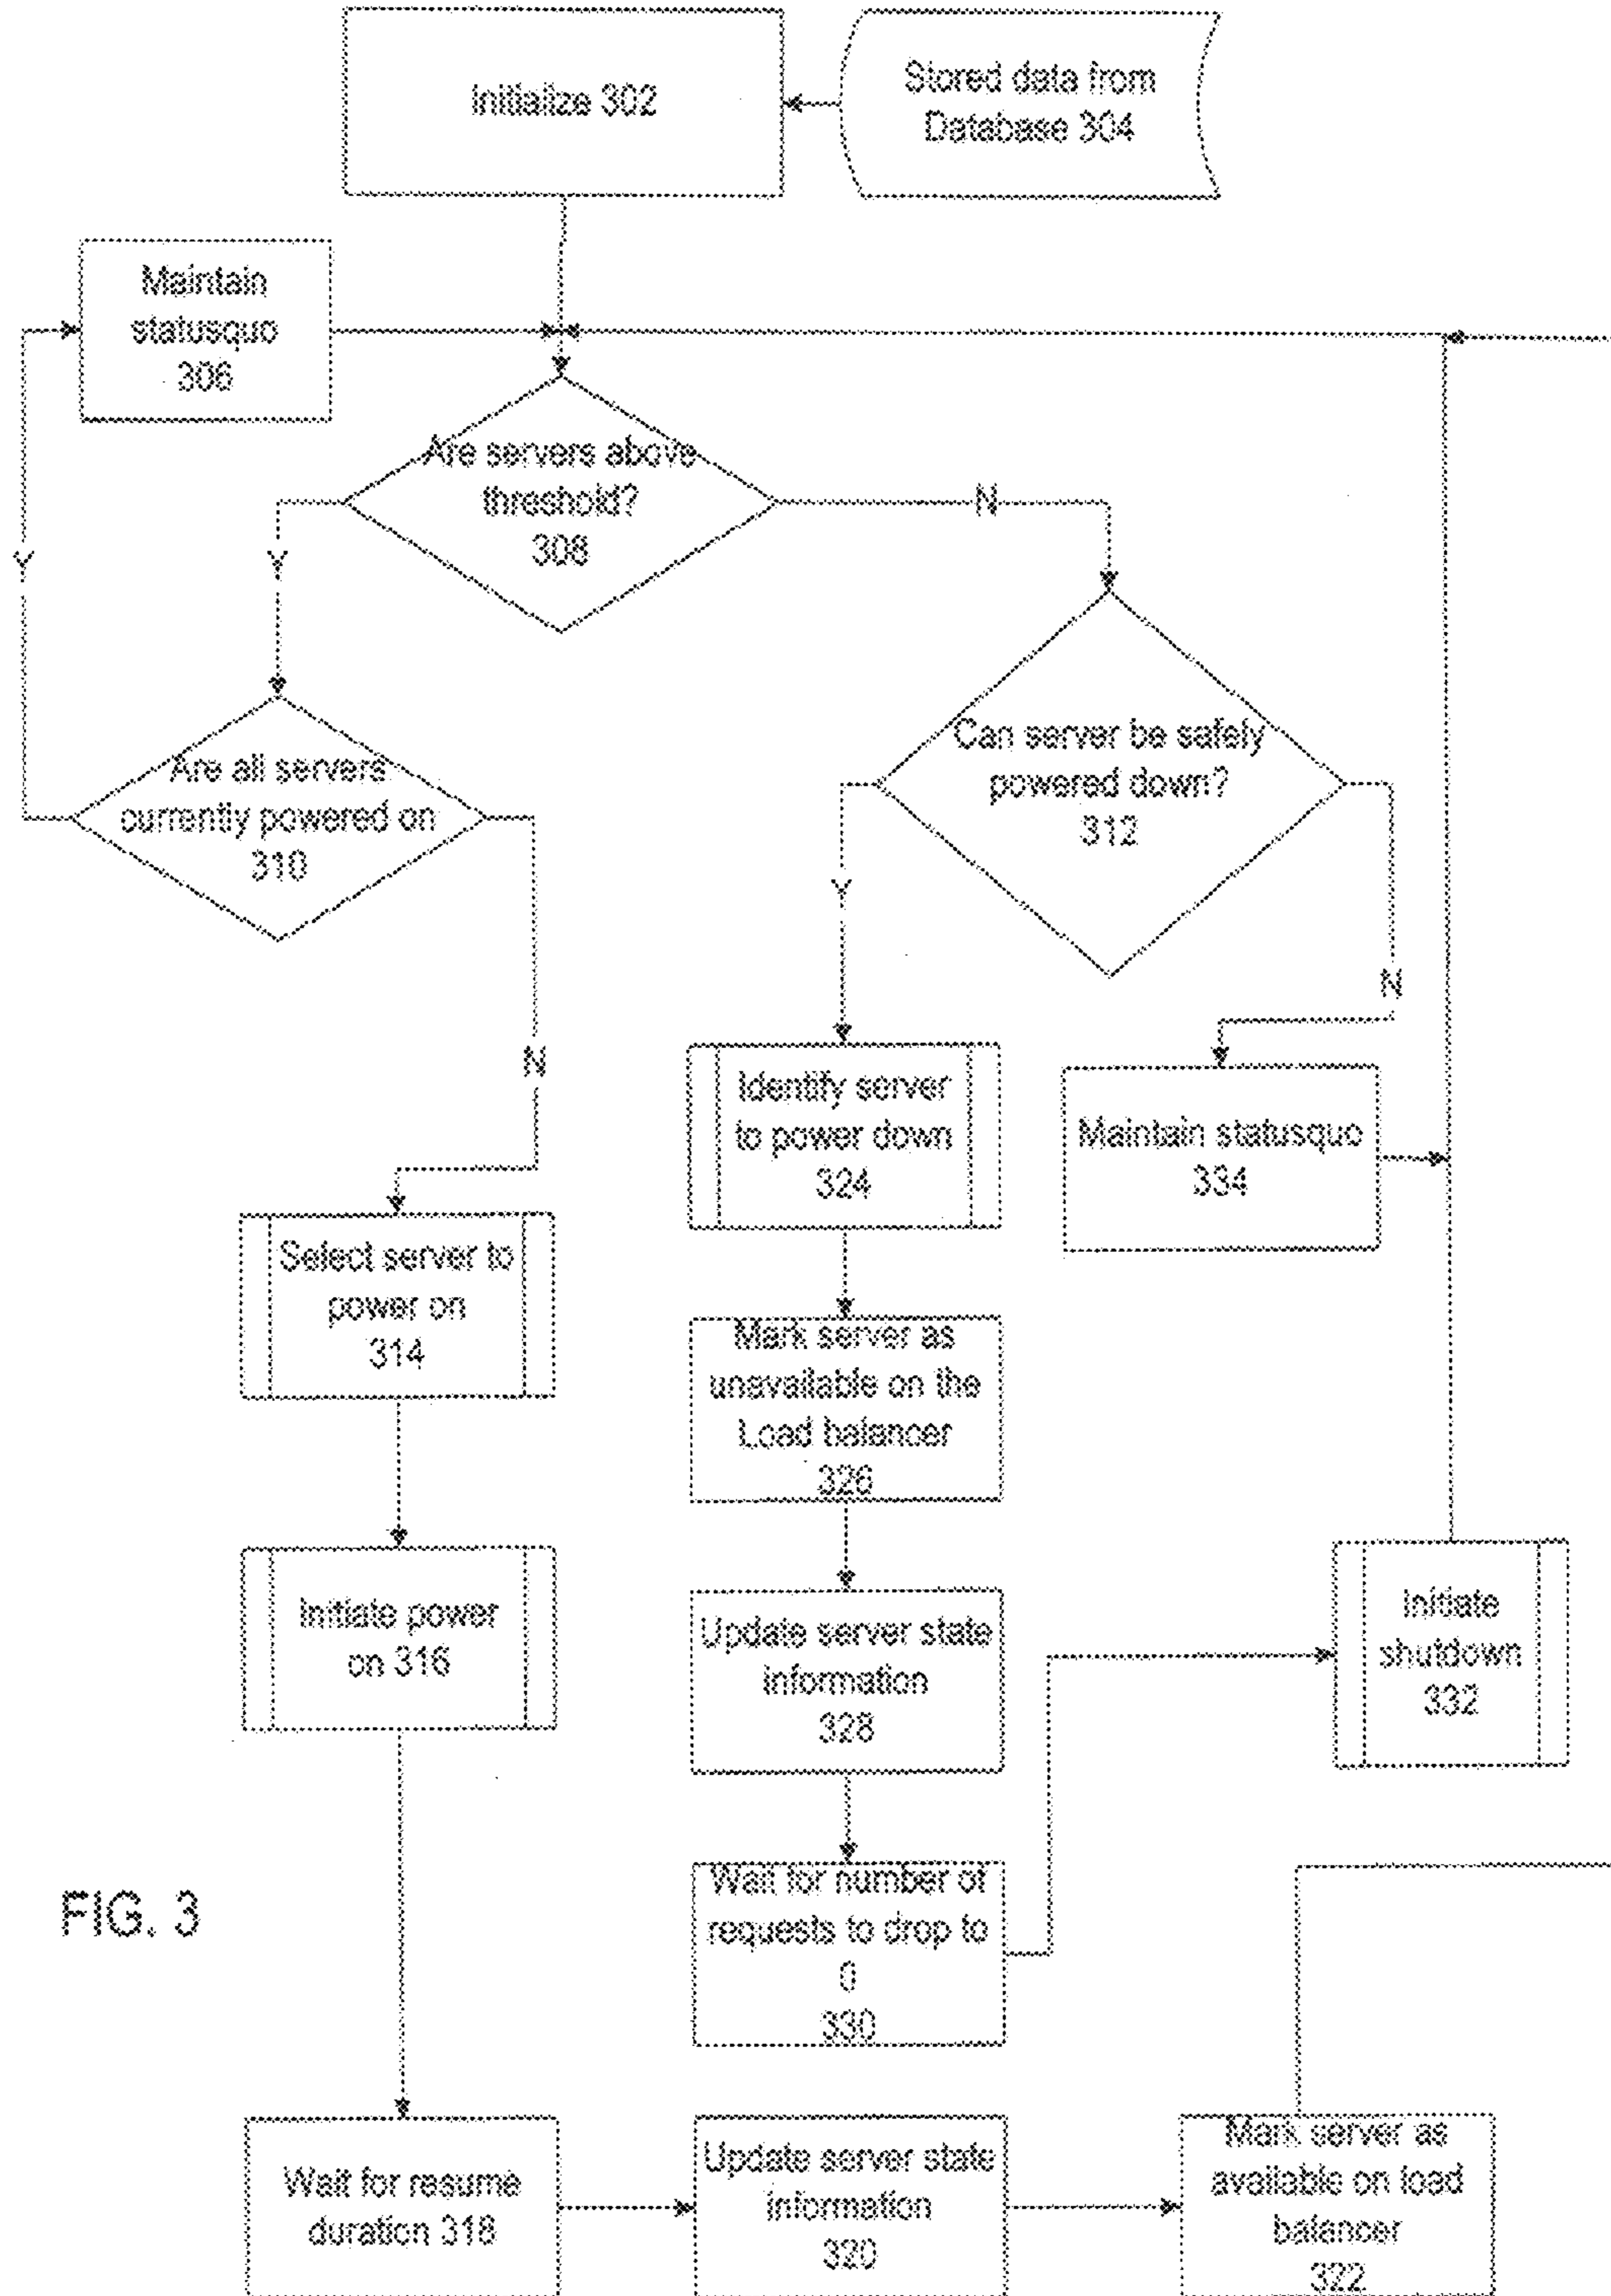 Initialize 302
Stored data from
Database 304
Maintain
statusquo
306
Are servers above
threshold?
308
Y
Y
N
Are all servers
currently powered on
310
Can server be safely
powered down?
312
Y
N
N
Identify server
to power down
324
Maintain statusquo
334
Select server to
power on
314
Mark server as
unavailable on the
Load balancer
326
Initiate power
on 316
Update server state
information
328
Initiate
shutdown
332
Wait for number of
requests to drop to
0
330
FIG. 3
Wait for resume
duration 318
Update server state
information
320
Mark server as
available on load
balancer
322